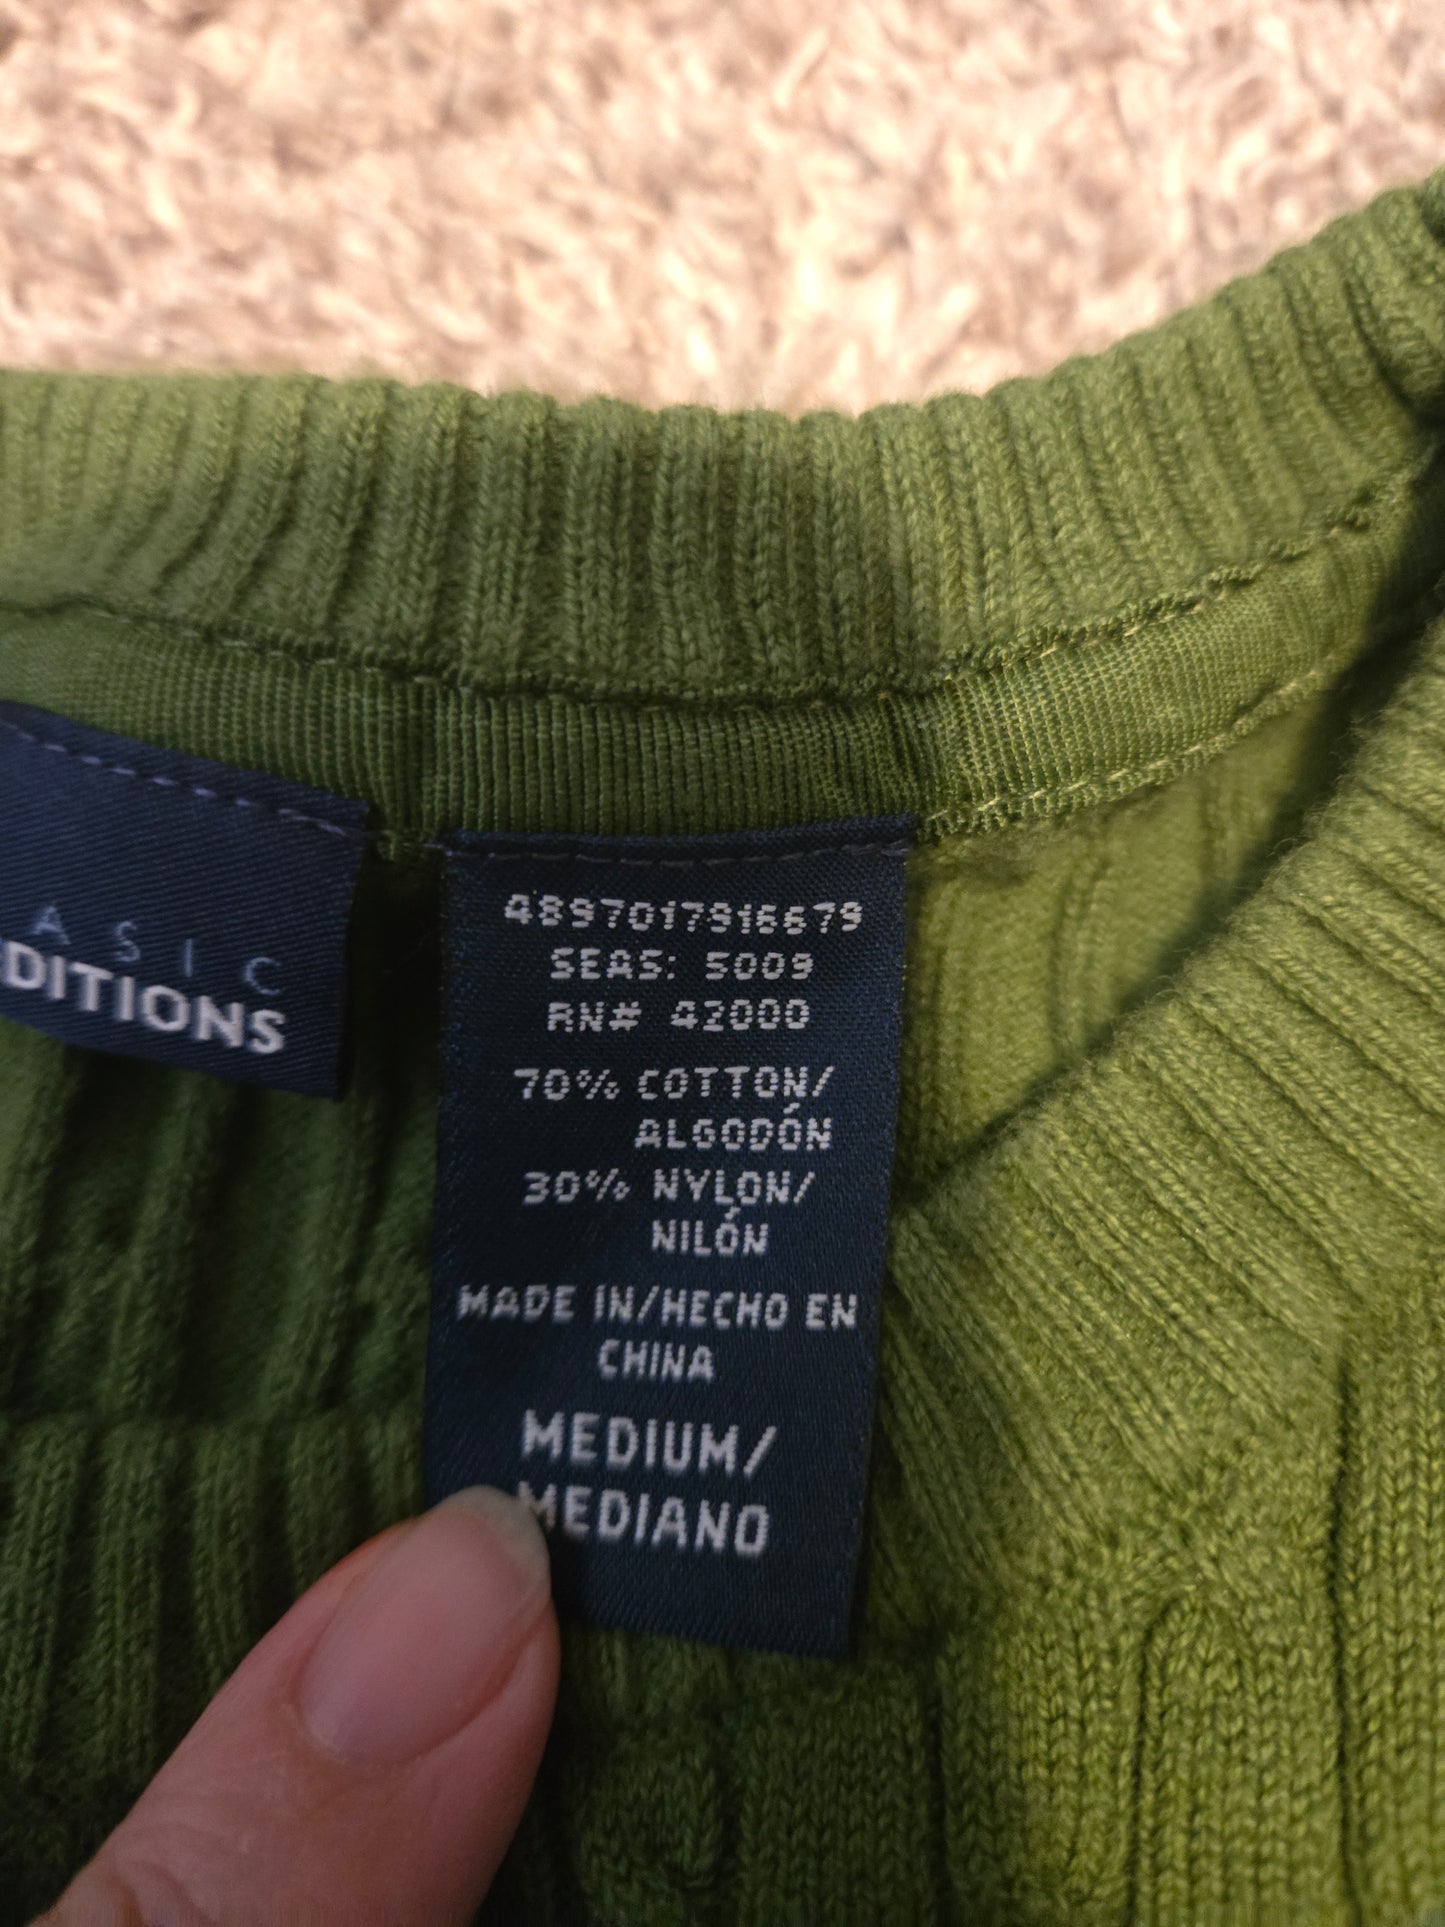 ASIC
DITIONS
4897017916679
SEAS: 5009
RN# 42000
70% COTTON/
ALGODÓN
30% NYLON/
NILÓN
MADE IN/HECHO EN
CHINA
MEDIUM/
MEDIANO